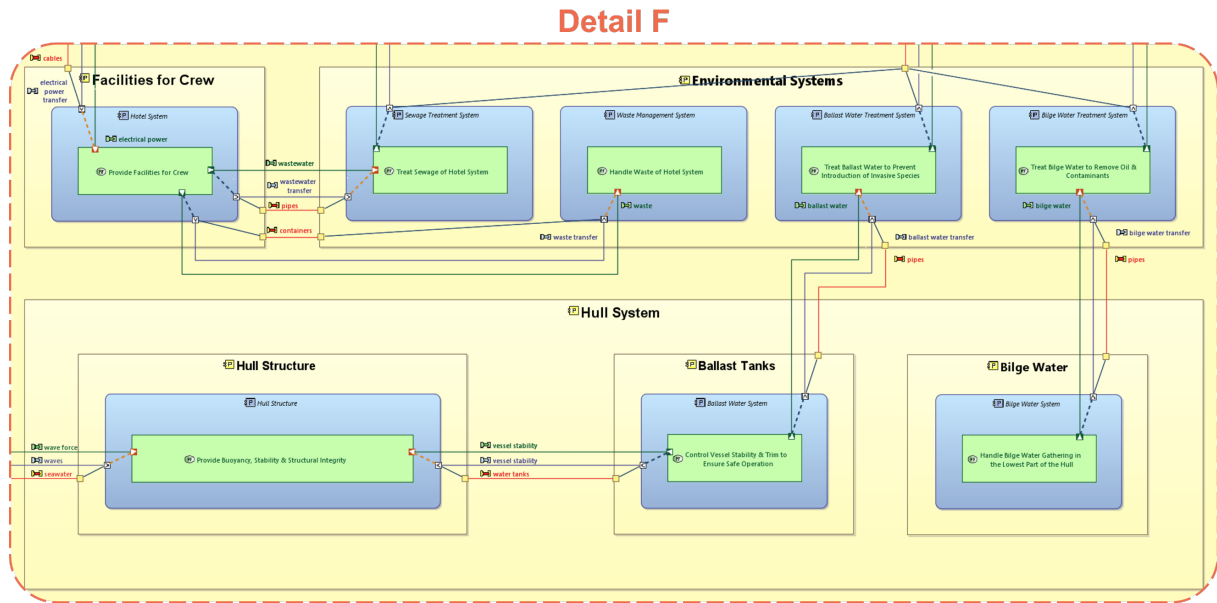 Detail F
cables
Facilities for Crew
Environmental Systems
electrical
power
transfer
Hotel System
Sewage Treatment System
Waste Management System
Ballast Water Treatment System
Bilge Water Treatment System
electrical power
Provide Facilities for Crew
wastewater
wastewater
transfer
pipes
containers
Treat Sewage of Hotel System
Handle Waste of Hotel System
waste
waste transfer
Treat Ballast Water to Prevent
Introduction of Invasive Species
ballast water
ballast water transfer
pipes
Treat Bilge Water to Remove Oil &
Contaminants
bilge water
bilge water transfer
pipes
Hull System
Hull Structure
Ballast Tanks
Bilge Water
Hull Structure
Ballast Water System
Bilge Water System
wave force
waves
seawater
Provide Buoyancy, Stability & Structural Integrity
vessel stability
vessel stability
water tanks
Control Vessel Stability & Trim to
Ensure Safe Operation
Handle Bilge Water Gathering in
the Lowest Part of the Hull